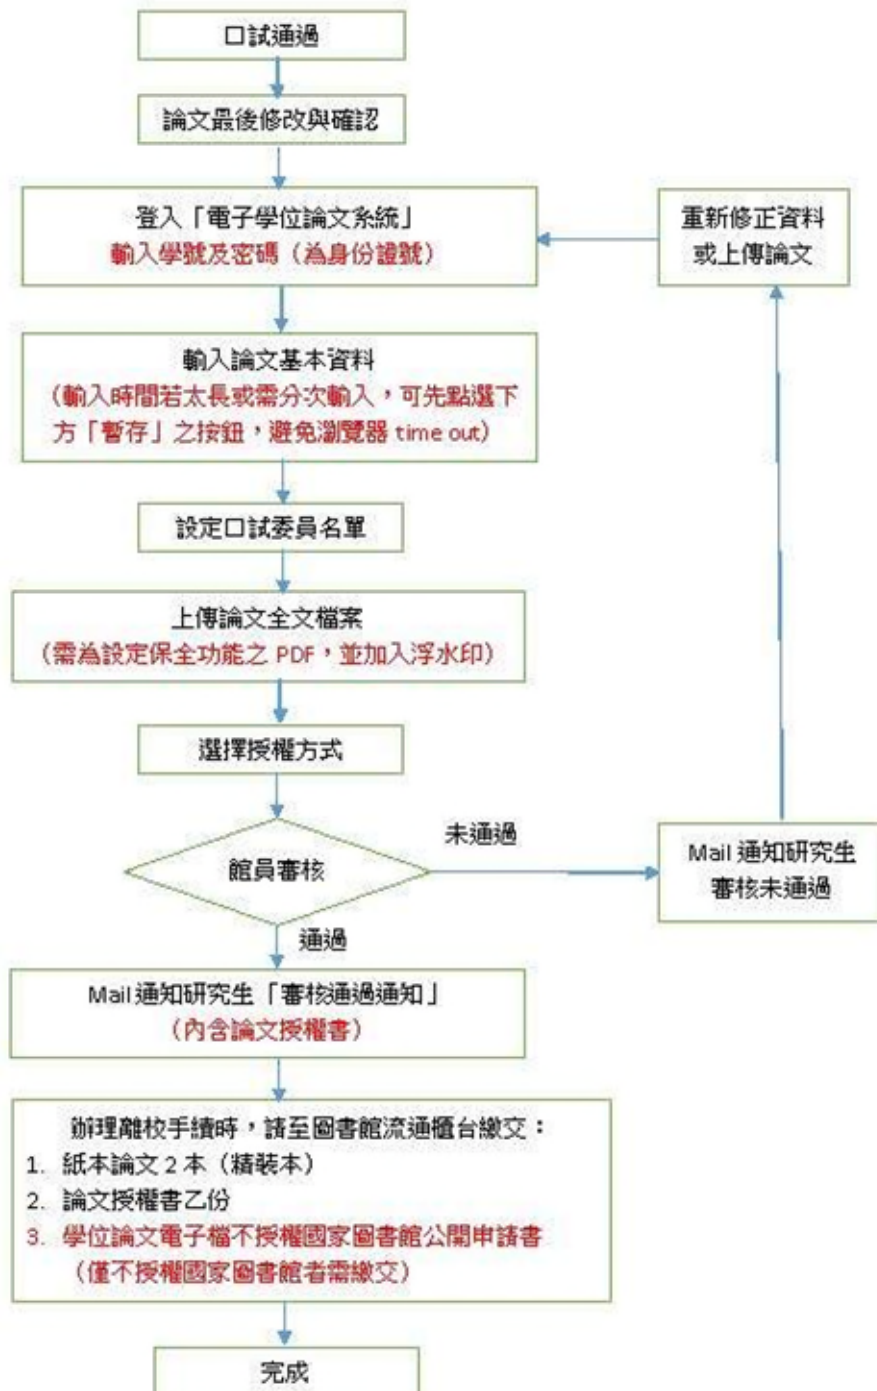 口試通過
論文最後修改與確認
登入「電子學位論文系統」
輸入學號及密碼（為身份證號）
重新修正資料
或上傳論文
輸入論文基本資料
（輸入時間若太長或需分次輸入，可先點選下
方「暫存」之按鈕，避免瀏覽器 time out）
設定口試委員名單
上傳論文全文檔案
（需為設定保全功能之 PDF，並加入浮水印）
選擇授權方式
館員審核
未通過
Mail 通知研究生
審核未通過
通過
Mail 通知研究生「審核通過通知」
（內含論文授權書）
辦理離校手續時，請至圖書館流通櫃台繳交：
1. 紙本論文 2 本（精裝本）
2. 論文授權書乙份
3. 學位論文電子檔不授權國家圖書館公開申請書
（僅不授權國家圖書館者需繳交）
完成